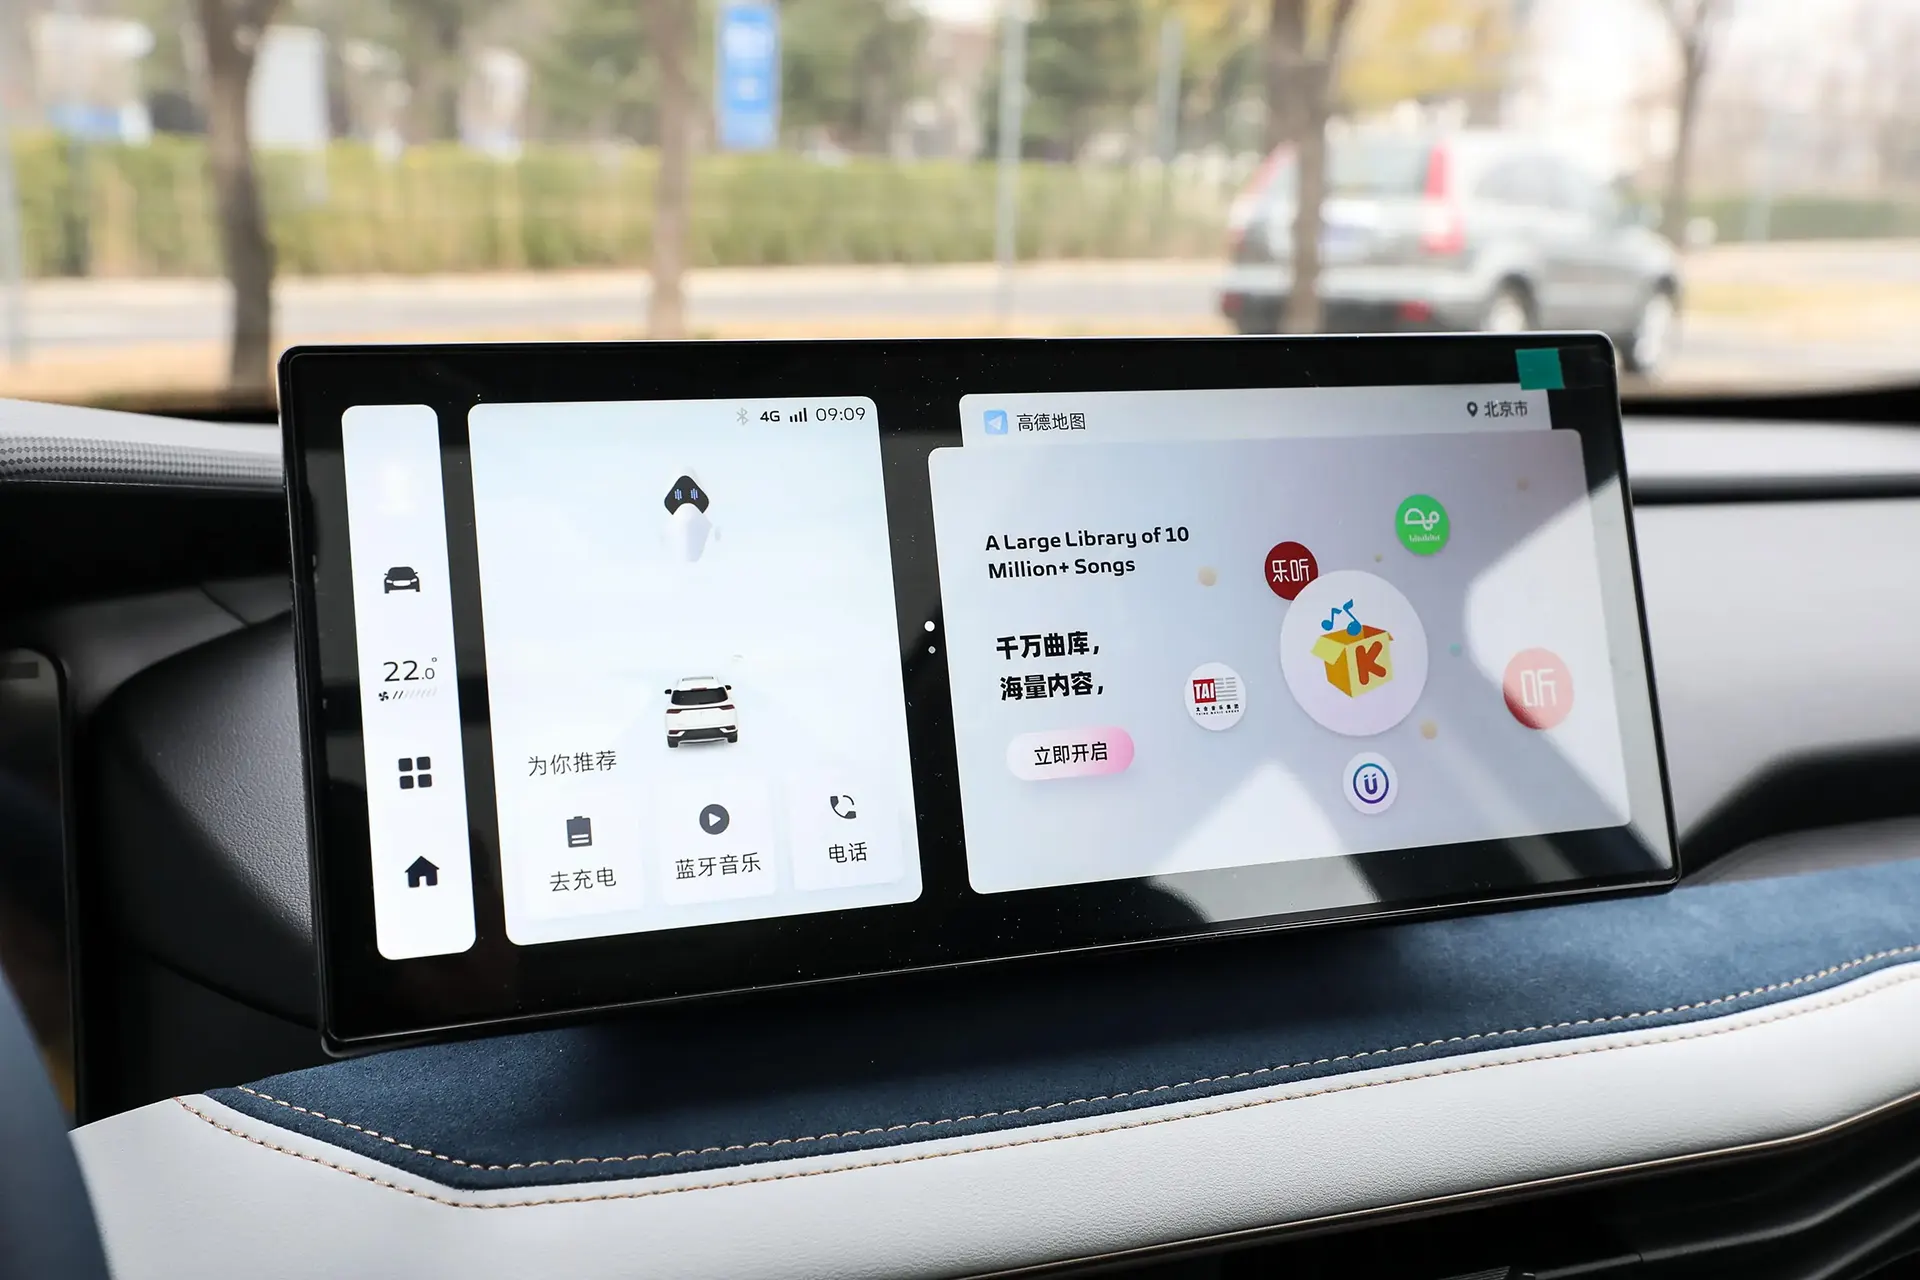 4G 09:09
22.0°
为你推荐
去充电
蓝牙音乐
电话
高德地图
北京市
A Large Library of 10
Million+ Songs
千万曲库,
海量内容,
立即开启
乐听
K
TAI
听
Ü